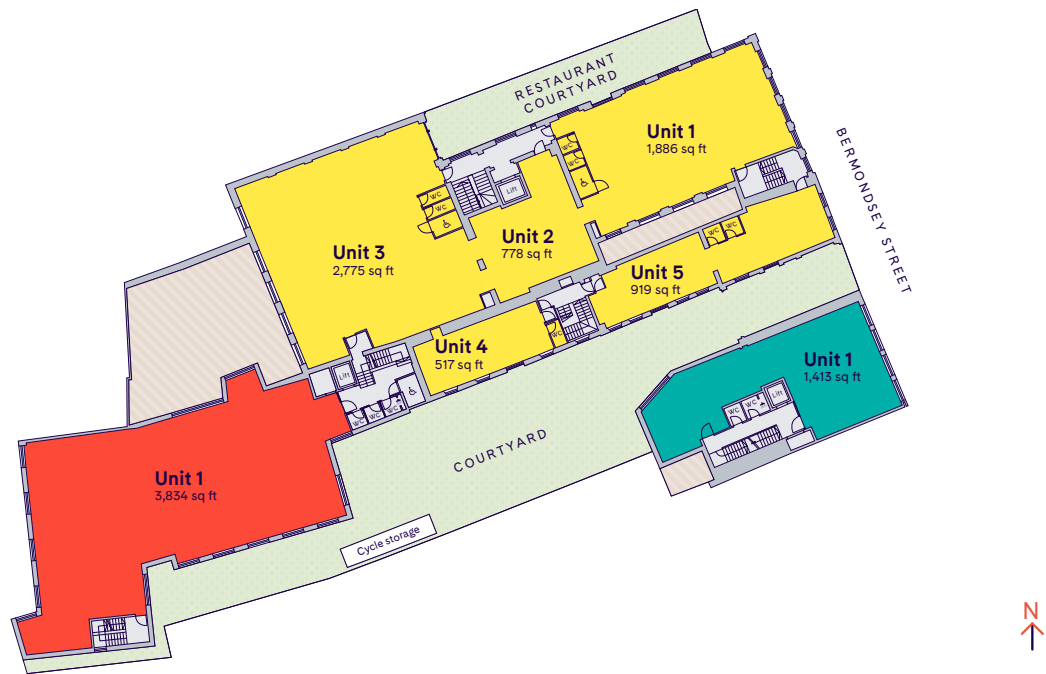 RESTAURANT
COURTYARD
Unit 1
1,886 sq ft
BERMONDSEY STREET
WC
WC
WC
WC
Lift
Unit 3
2,775 sq ft
Unit 2
778 sq ft
WC
WC
Unit 5
919 sq ft
WC
Unit 4
517 sq ft
Lift
WC
WC
WC
Unit 1
1,413 sq ft
WC
WC
Lift
COURTYARD
Unit 1
3,834 sq ft
Cycle storage
N